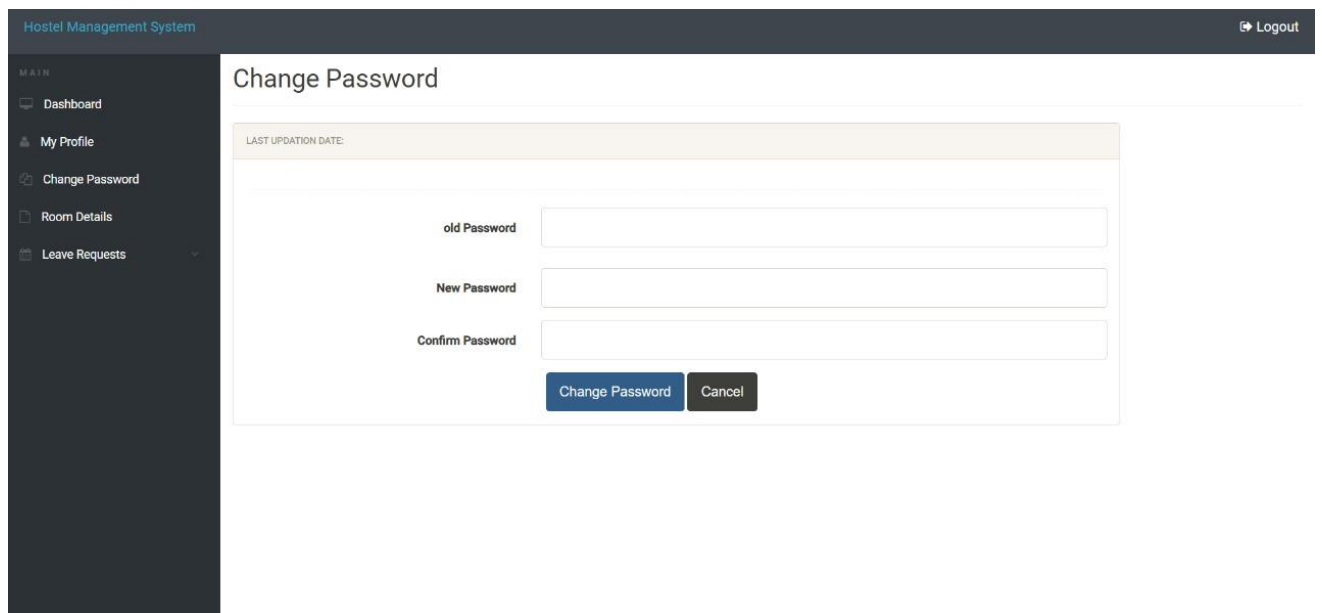 Hostel Management System
Logout
MAIN
Dashboard
My Profile
Change Password
Room Details
Leave Requests
Change Password
LAST UPDATION DATE:
old Password
New Password
Confirm Password
Change Password Cancel